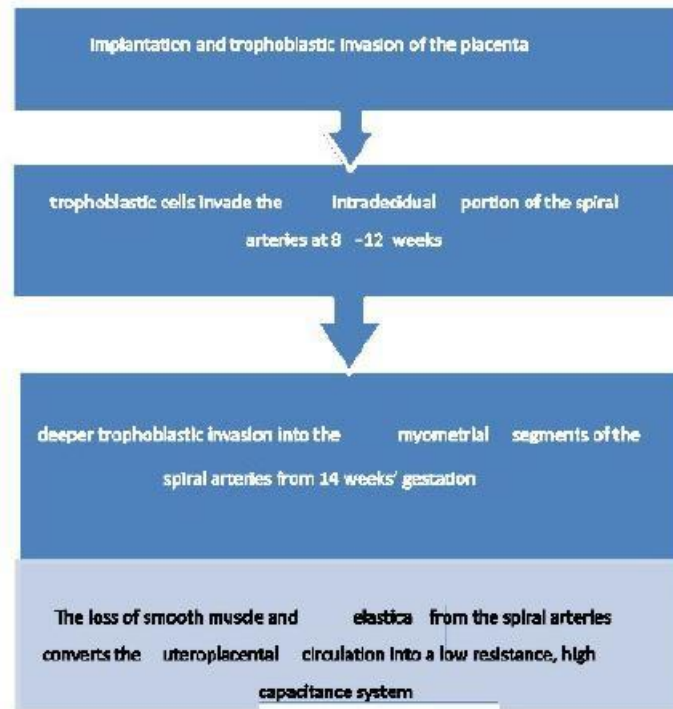 implantation and trophoblastic invasion of the placenta
trophoblastic cells invade the intradecidual portion of the spiral
arteries at 8 –12 weeks
deeper trophoblastic invasion into the myometrial segments of the
spiral arteries from 14 weeks' gestation
The loss of smooth muscle and elastica from the spiral arteries
converts the uteroplacental circulation into a low resistance, high
capacitance system